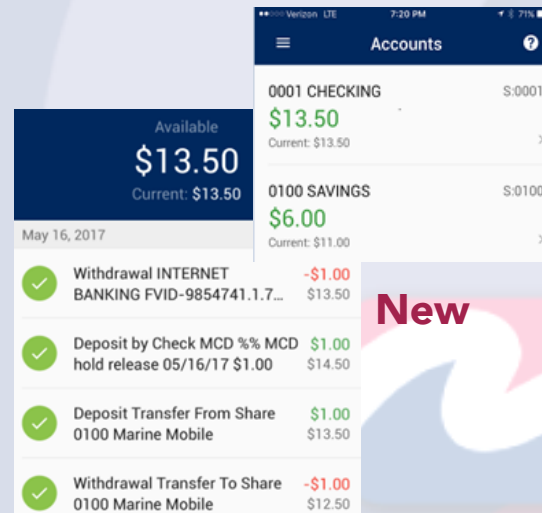 Verizon LTE 7:20 PM 71%
Accounts ?
0001 CHECKING S:0001
$13.50
Current: $13.50
0100 SAVINGS S:0100
$6.00
Current: $11.00
Available
$13.50
Current: $13.50
May 16, 2017
Withdrawal INTERNET -$1.00
BANKING FVID-9854741.1.7... $13.50
Deposit by Check MCD %% MCD $1.00
hold release 05/16/17 $1.00 $14.50
Deposit Transfer From Share $1.00
0100 Marine Mobile $13.50
Withdrawal Transfer To Share -$1.00
0100 Marine Mobile $12.50
New